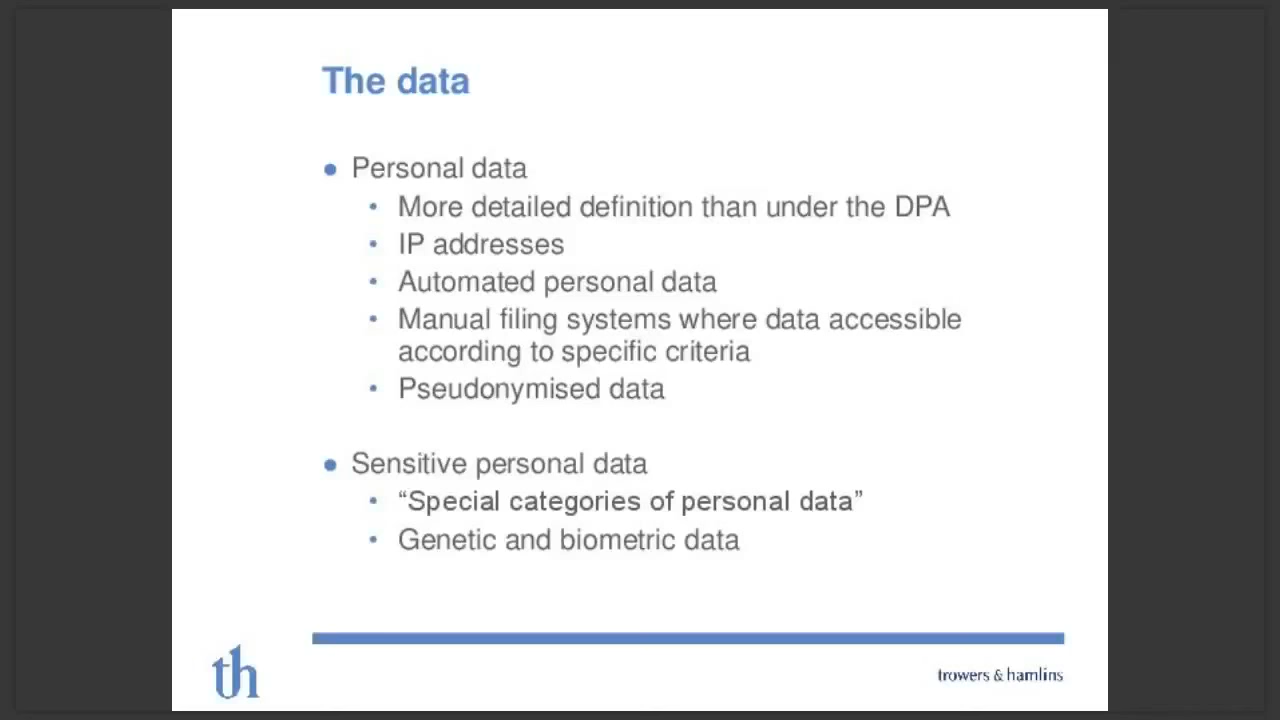 The data
● Personal data
• More detailed definition than under the DPA
• IP addresses
• Automated personal data
• Manual filing systems where data accessible
according to specific criteria
• Pseudonymised data
● Sensitive personal data
• “Special categories of personal data”
• Genetic and biometric data
th
trowers & hamlins